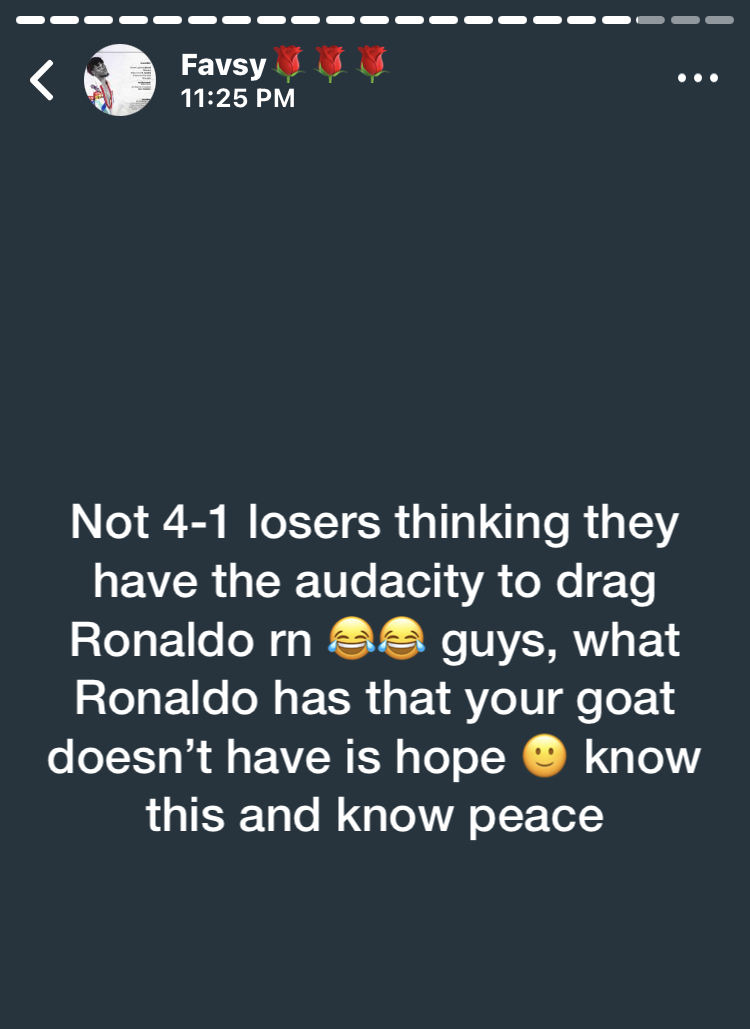 Favsy🌹🌹🌹
11:25 PM
Not 4-1 losers thinking they
have the audacity to drag
Ronaldo rn 😂😂 guys, what
Ronaldo has that your goat
doesn’t have is hope 🙂 know
this and know peace